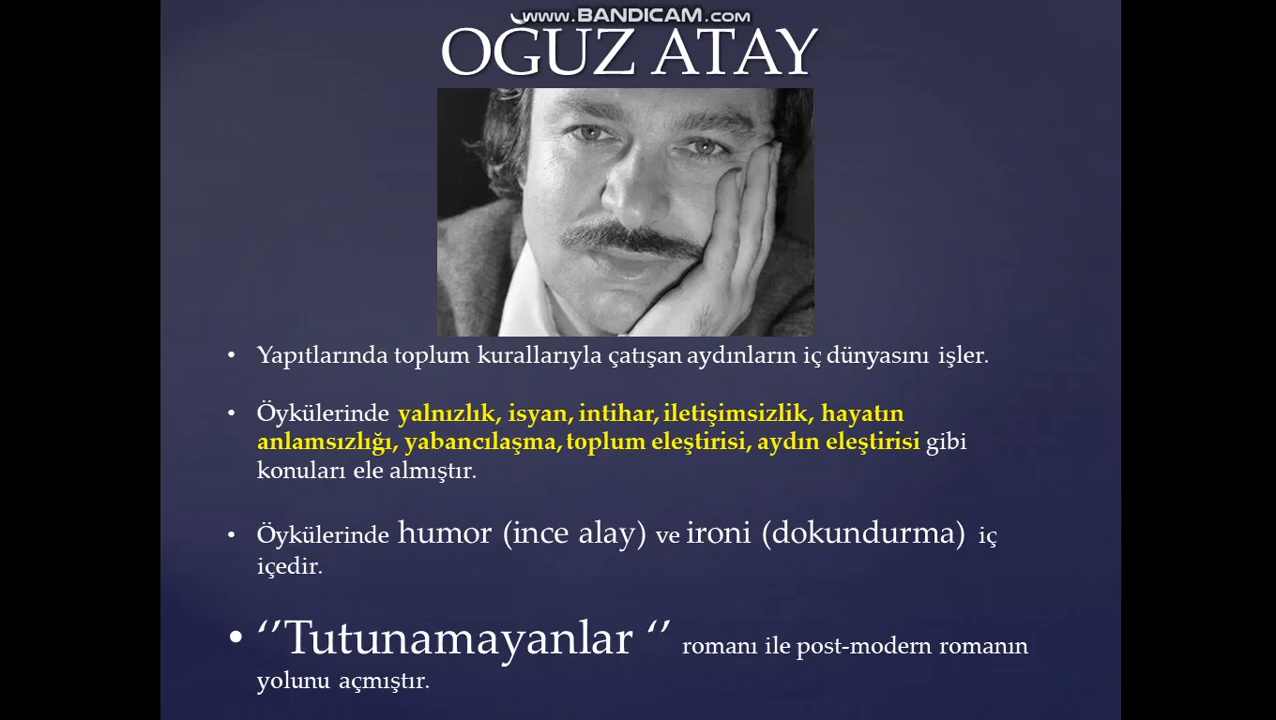 www.BANDICAM.com
OĞUZ ATAY
• Yapıtlarında toplum kurallarıyla çatışan aydınların iç dünyasını işler.
• Öykülerinde yalnızlık, isyan, intihar, iletişimsizlik, hayatın
anlamsızlığı, yabancılaşma, toplum eleştirisi, aydın eleştirisi gibi
konuları ele almıştır.
• Öykülerinde humor (ince alay) ve ironi (dokundurma) iç
içedir.
• ‘’Tutunamayanlar ‘’ romanı ile post-modern romanın
yolunu açmıştır.